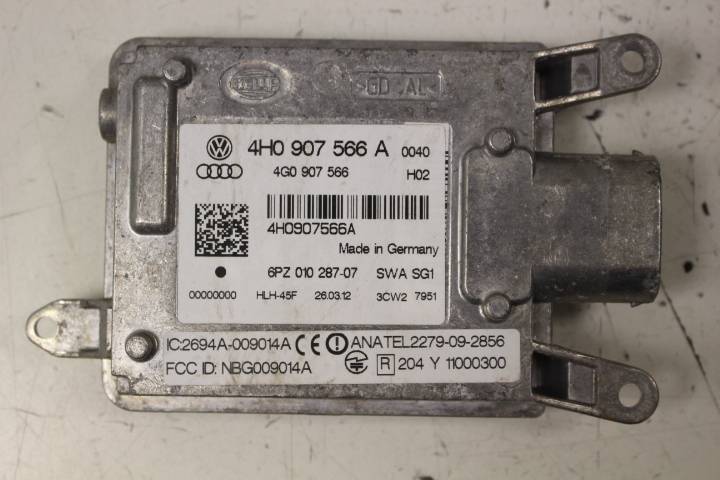 HELLA
>GD ALC
4H0 907 566 A 0040
4G0 907 566 H02
4H0907566A
Made in Germany
6PZ 010 287-07 SWA SG1
00000000 HLH-45F 26.03.12 3CW2 7951
IC:2694A-009014A CE ANATEL2279-09-2856
FCC ID: NBG009014A R 204 Y 11000300